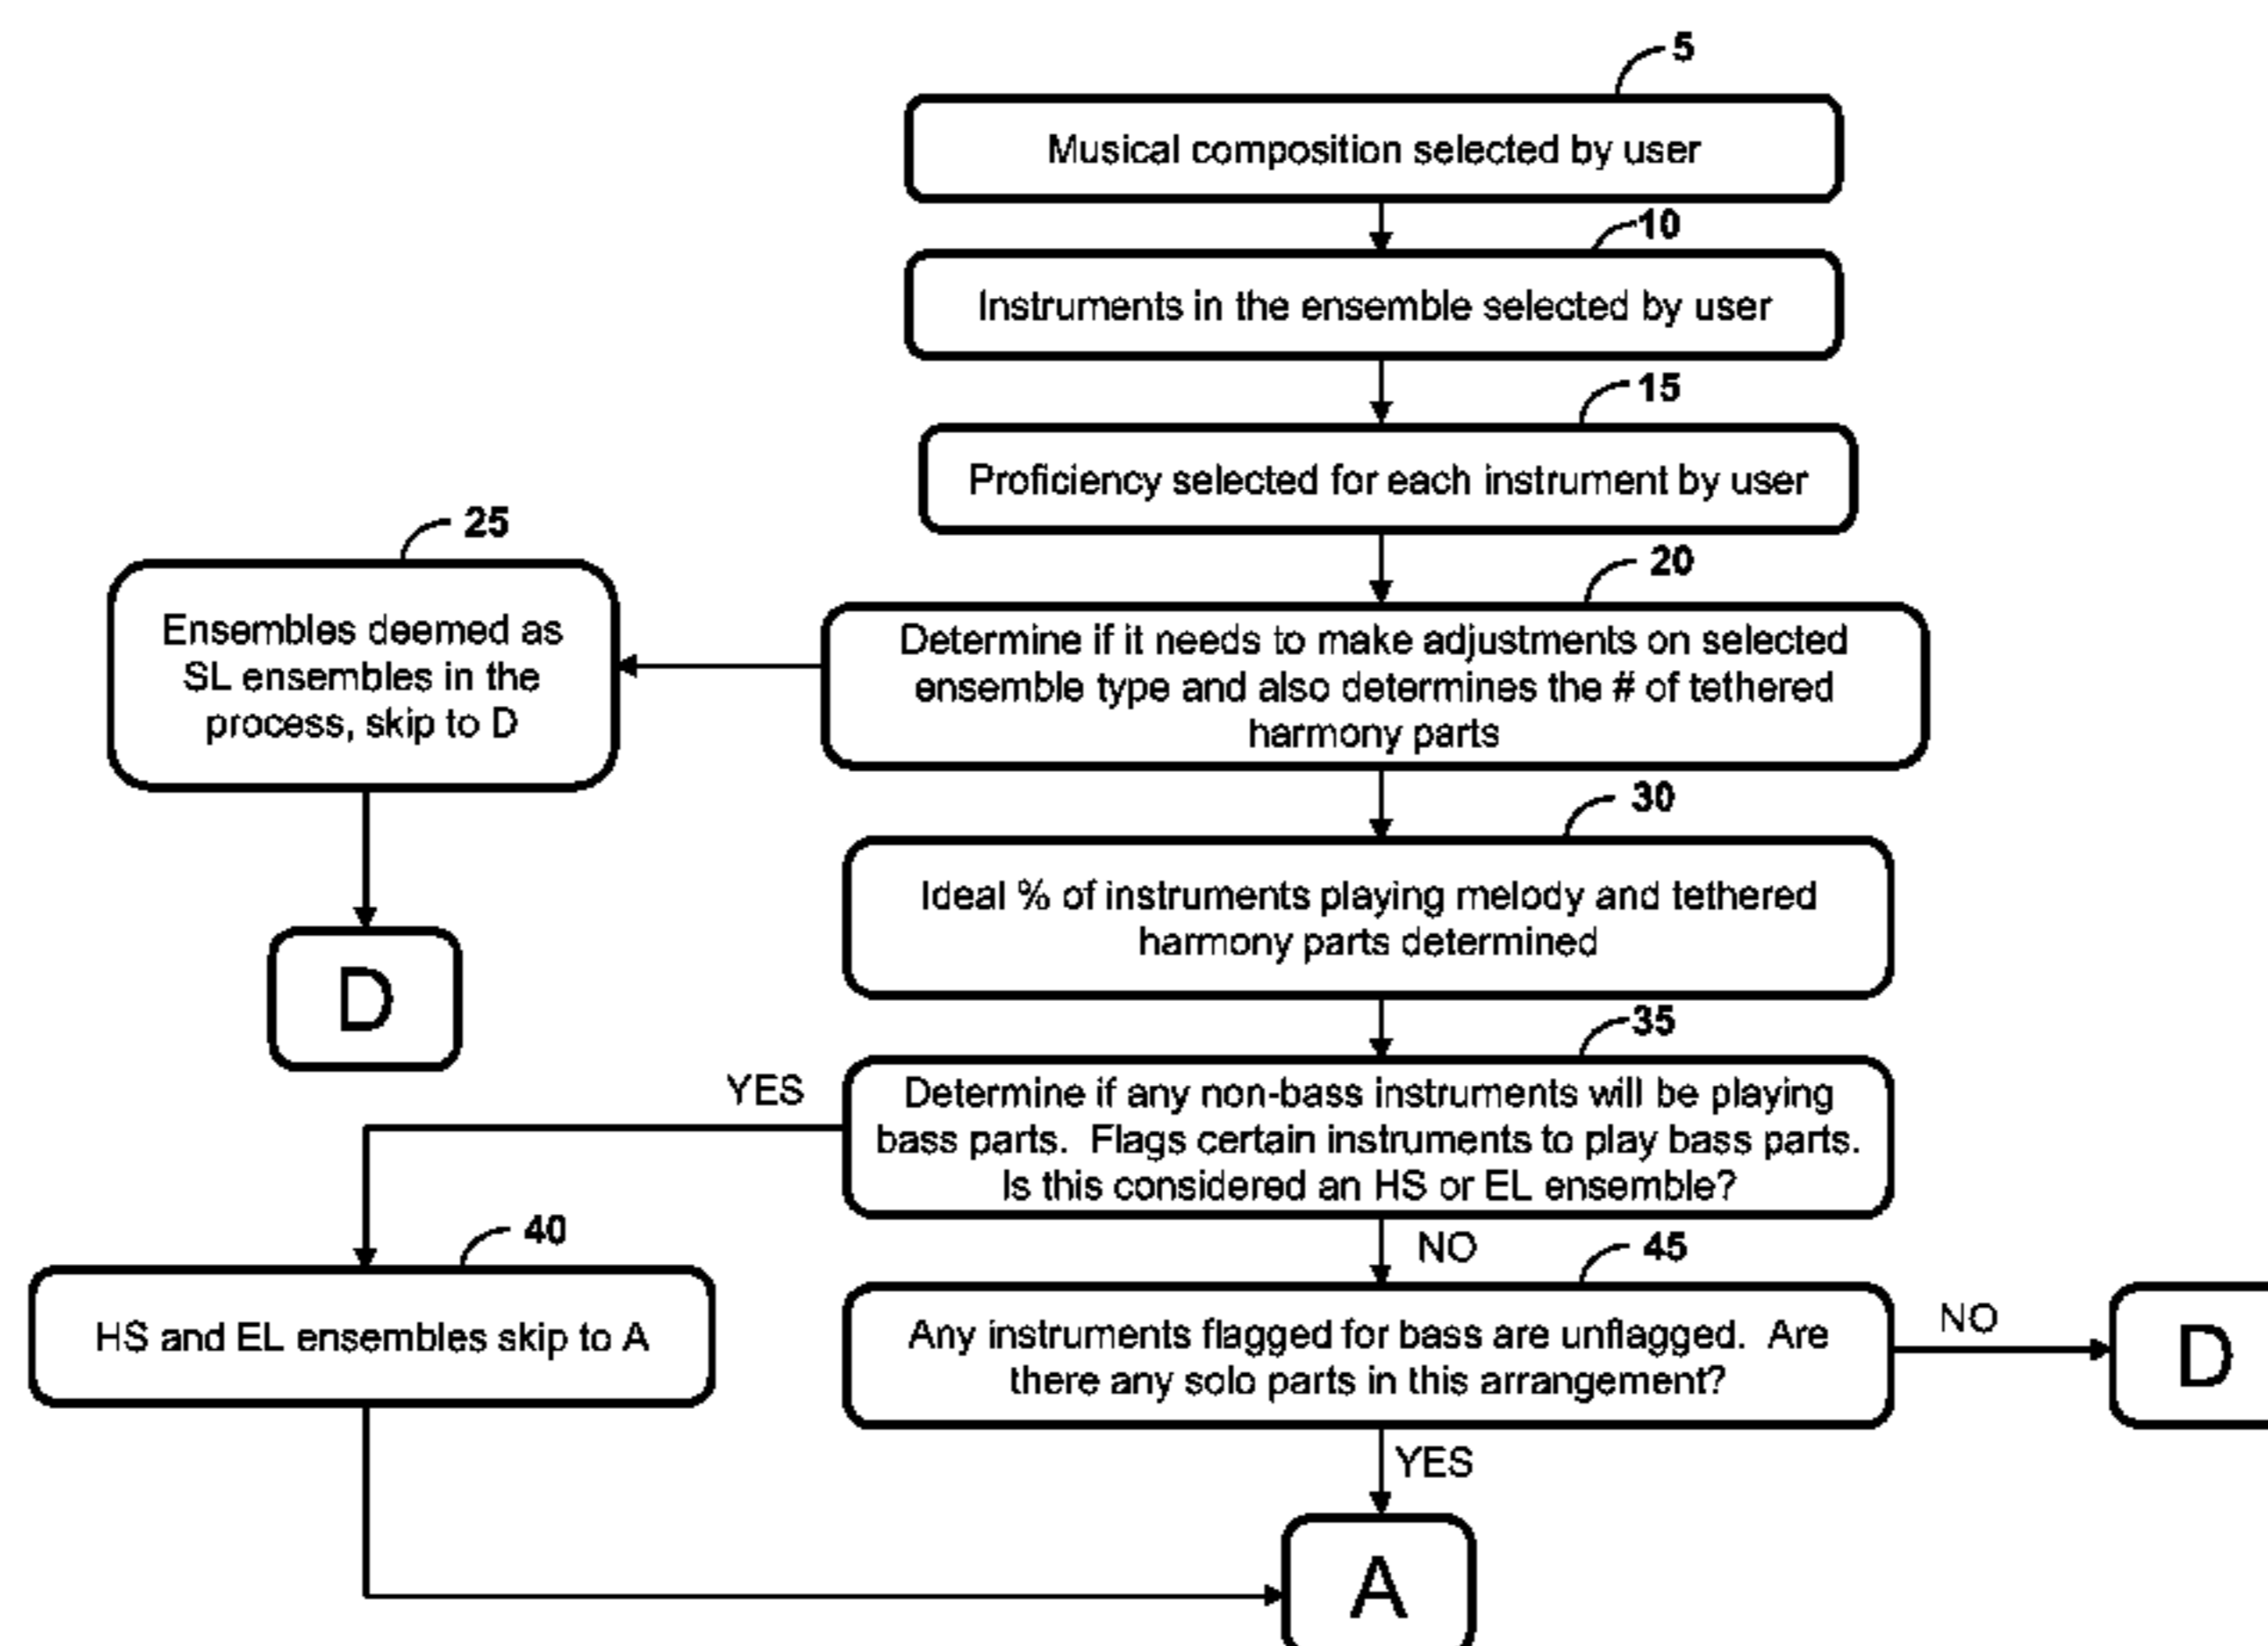 5
Musical composition selected by user
10
Instruments in the ensemble selected by user
15
Proficiency selected for each instrument by user
25
Ensembles deemed as
SL ensembles in the
process, skip to D
20
Determine if it needs to make adjustments on selected
ensemble type and also determines the # of tethered
harmony parts
D
30
Ideal % of instruments playing melody and tethered
harmony parts determined
35
YES
Determine if any non-bass instruments will be playing
bass parts.  Flags certain instruments to play bass parts.
Is this considered an HS or EL ensemble?
40
HS and EL ensembles skip to A
NO
45
Any instruments flagged for bass are unflagged.  Are
there any solo parts in this arrangement?
NO
D
YES
A